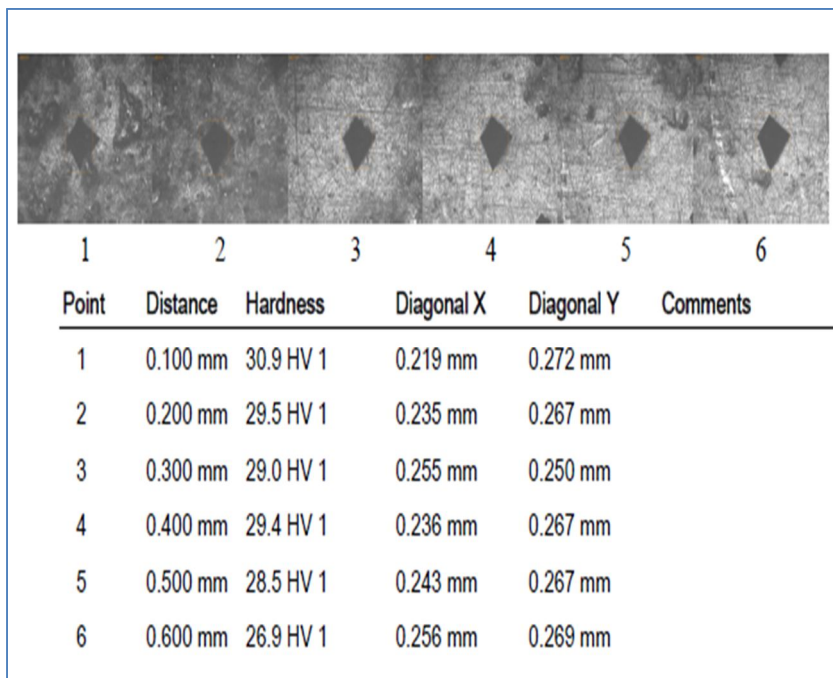 1 2 3 4 5 6
Point Distance Hardness Diagonal X Diagonal Y Comments
1 0.100 mm 30.9 HV 1 0.219 mm 0.272 mm
2 0.200 mm 29.5 HV 1 0.235 mm 0.267 mm
3 0.300 mm 29.0 HV 1 0.255 mm 0.250 mm
4 0.400 mm 29.4 HV 1 0.236 mm 0.267 mm
5 0.500 mm 28.5 HV 1 0.243 mm 0.267 mm
6 0.600 mm 26.9 HV 1 0.256 mm 0.269 mm